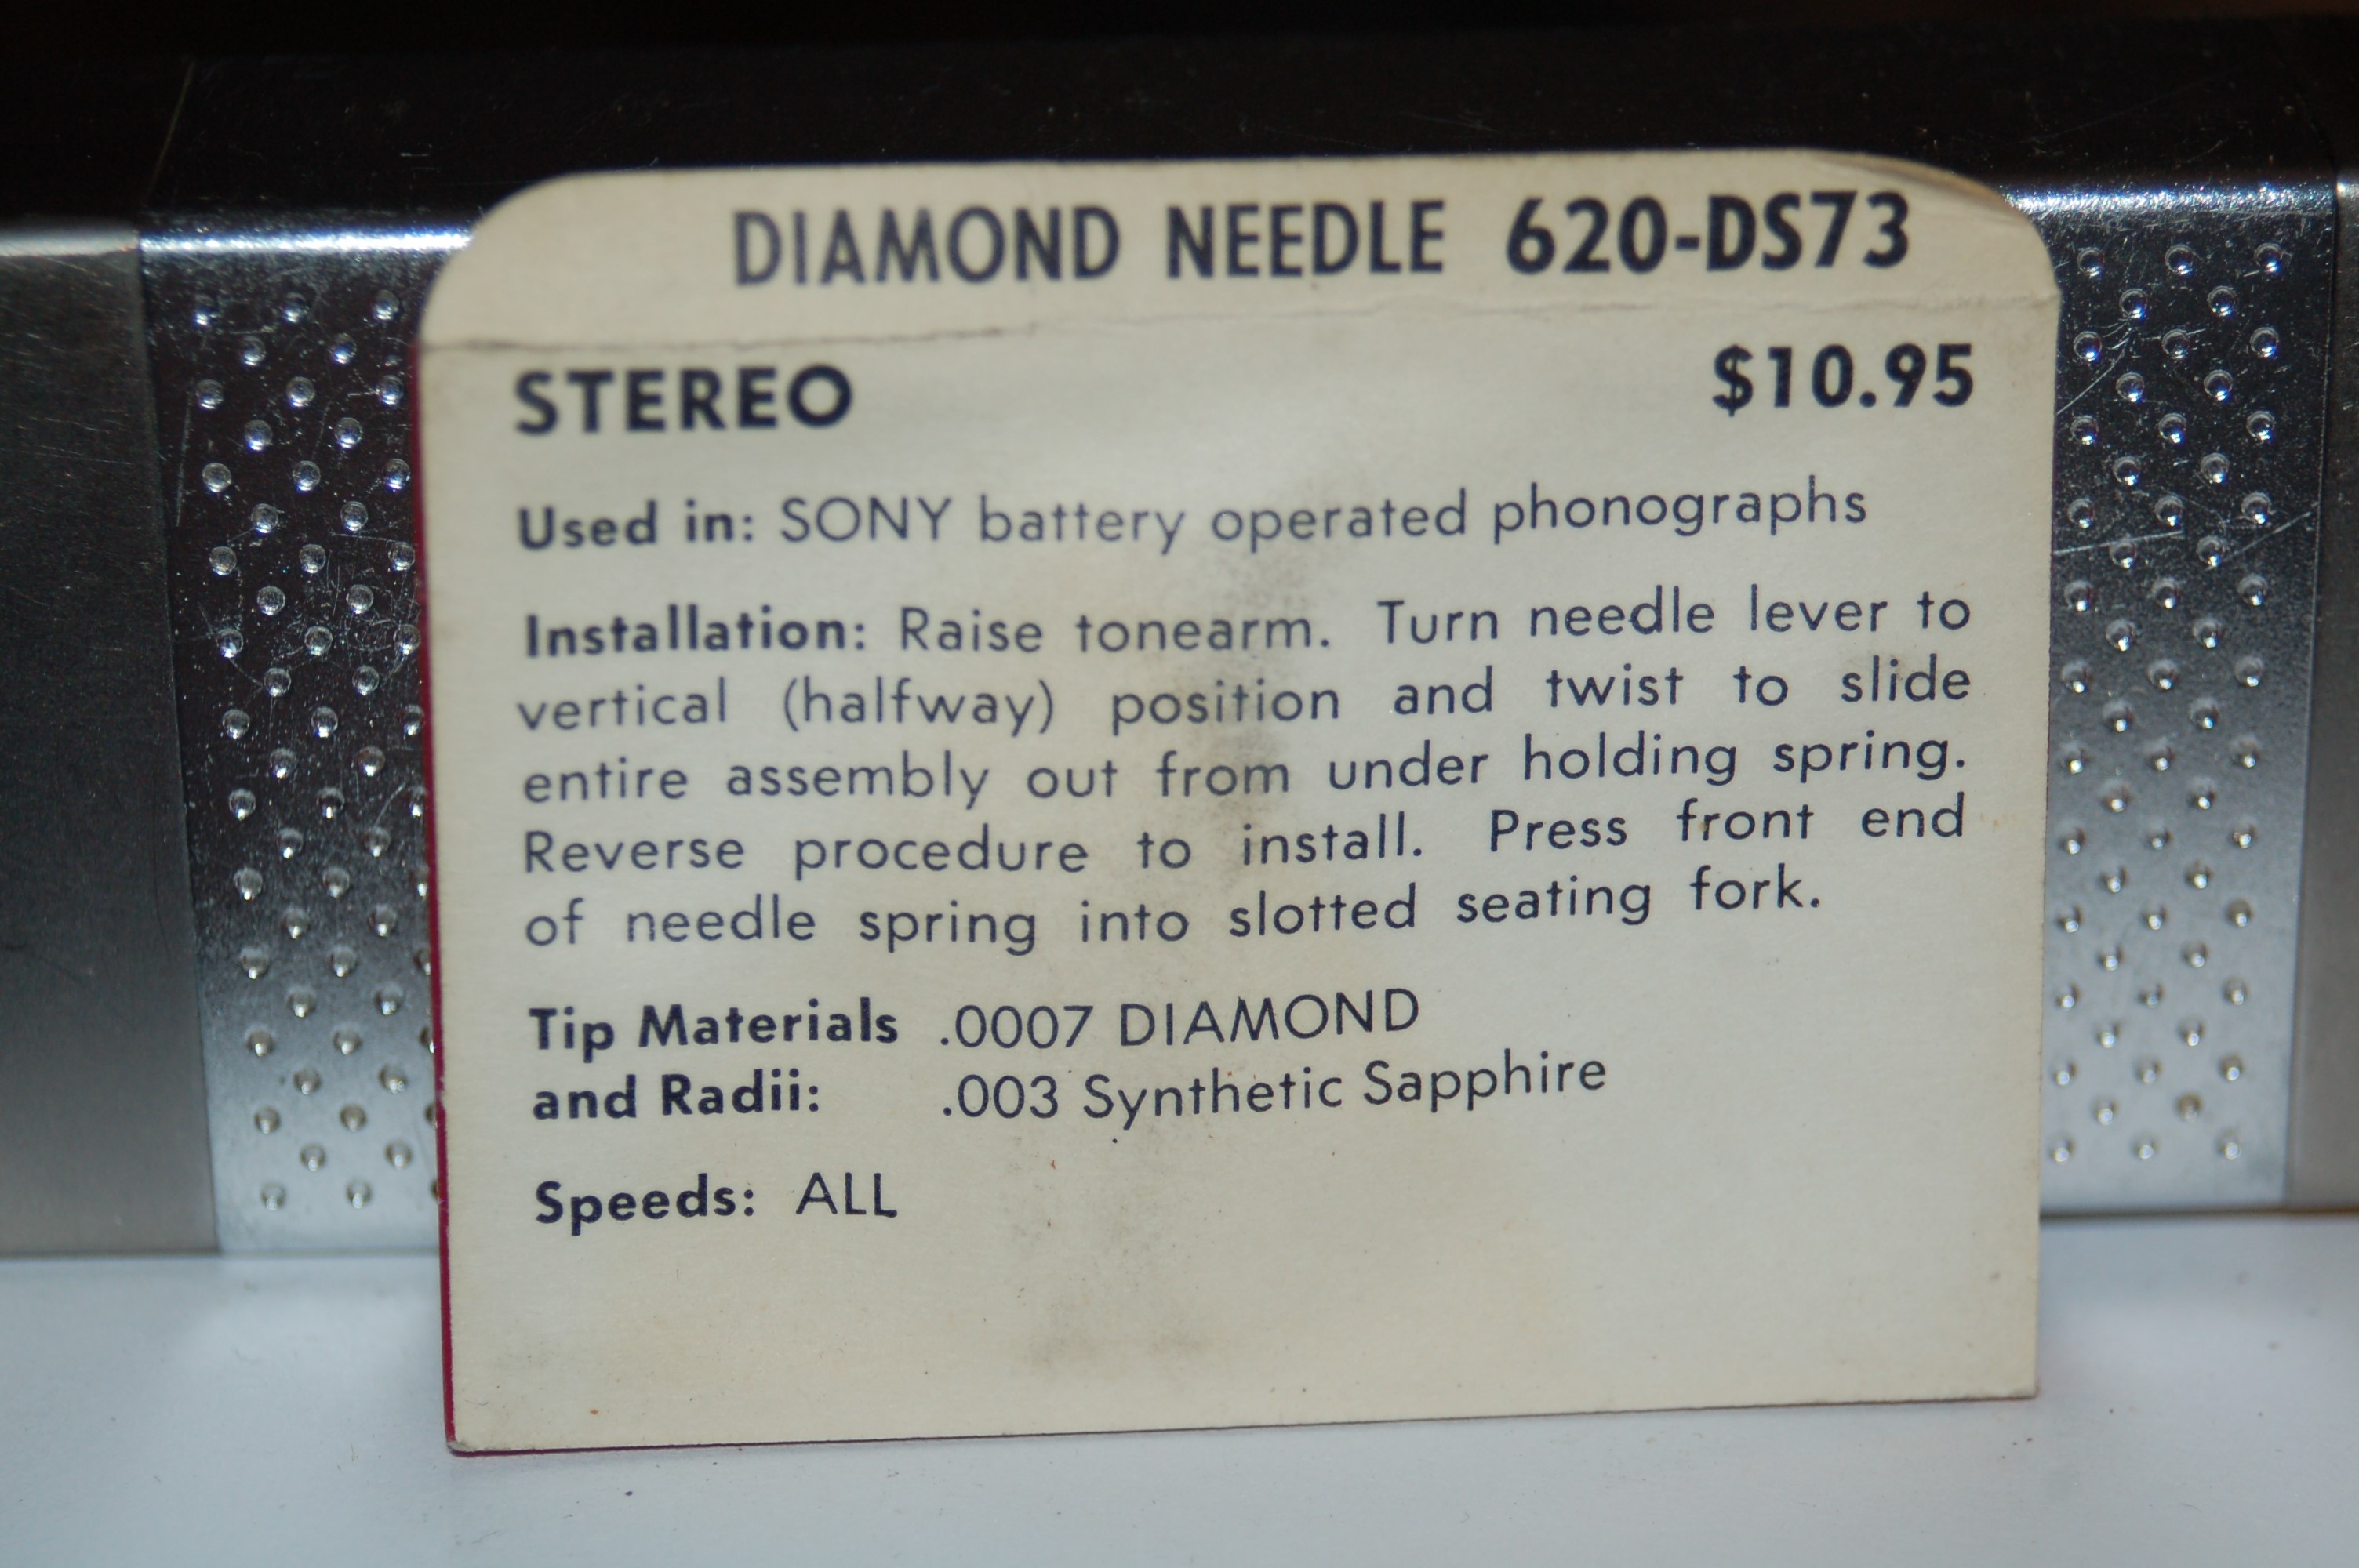 DIAMOND NEEDLE 620-DS73
STEREO $10.95
Used in: SONY battery operated phonographs
Installation: Raise tonearm. Turn needle lever to
vertical (halfway) position and twist to slide
entire assembly out from under holding spring.
Reverse procedure to install. Press front end
of needle spring into slotted seating fork.
Tip Materials .0007 DIAMOND
and Radii: .003 Synthetic Sapphire
Speeds: ALL